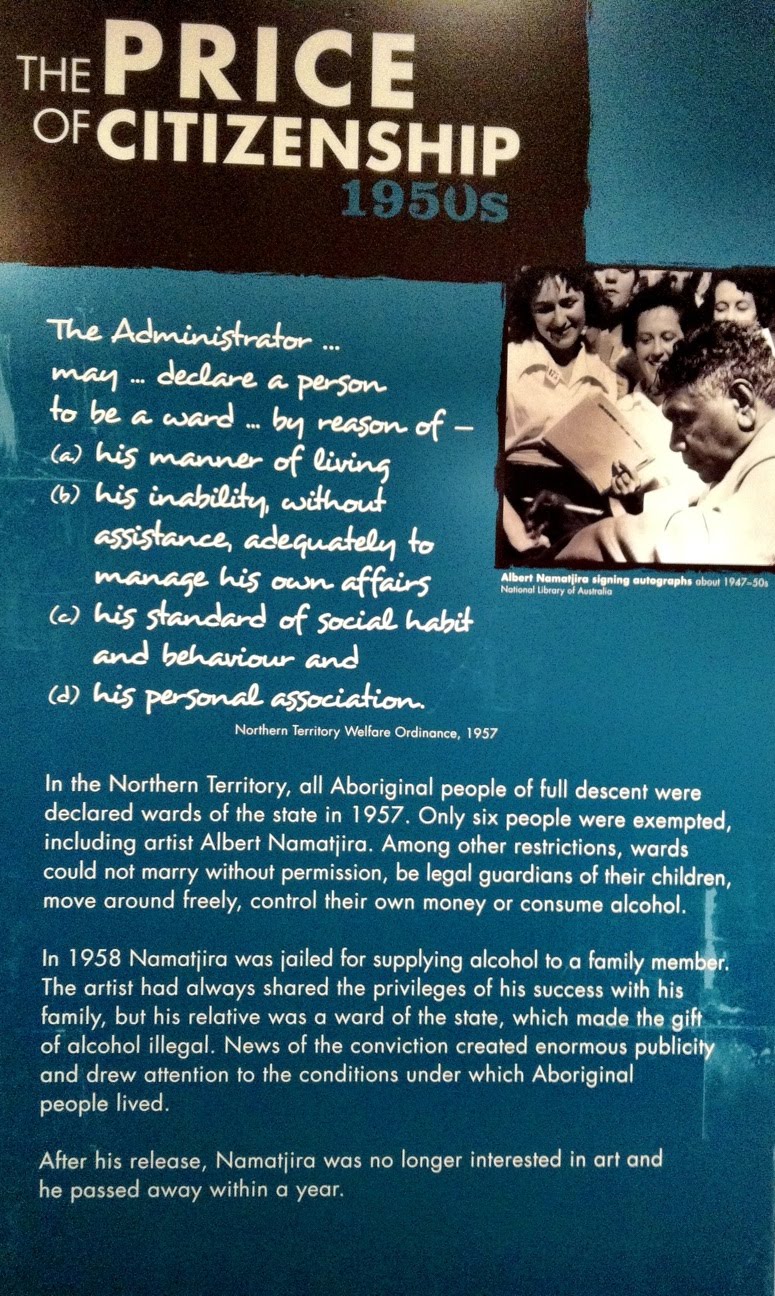 THE PRICE
OF CITIZENSHIP
1950s
The Administrator ...
may ... declare a person
to be a ward ... by reason of –
(a) his manner of living
(b) his inability, without
assistance, adequately to
manage his own affairs
(c) his standard of social habit
and behaviour and
(d) his personal association.
Northern Territory Welfare Ordinance, 1957
Albert Namatjira signing autographs about 1947–50s
National Library of Australia
In the Northern Territory, all Aboriginal people of full descent were
declared wards of the state in 1957. Only six people were exempted,
including artist Albert Namatjira. Among other restrictions, wards
could not marry without permission, be legal guardians of their children,
move around freely, control their own money or consume alcohol.
In 1958 Namatjira was jailed for supplying alcohol to a family member.
The artist had always shared the privileges of his success with his
family, but his relative was a ward of the state, which made the gift
of alcohol illegal. News of the conviction created enormous publicity
and drew attention to the conditions under which Aboriginal
people lived.
After his release, Namatjira was no longer interested in art and
he passed away within a year.